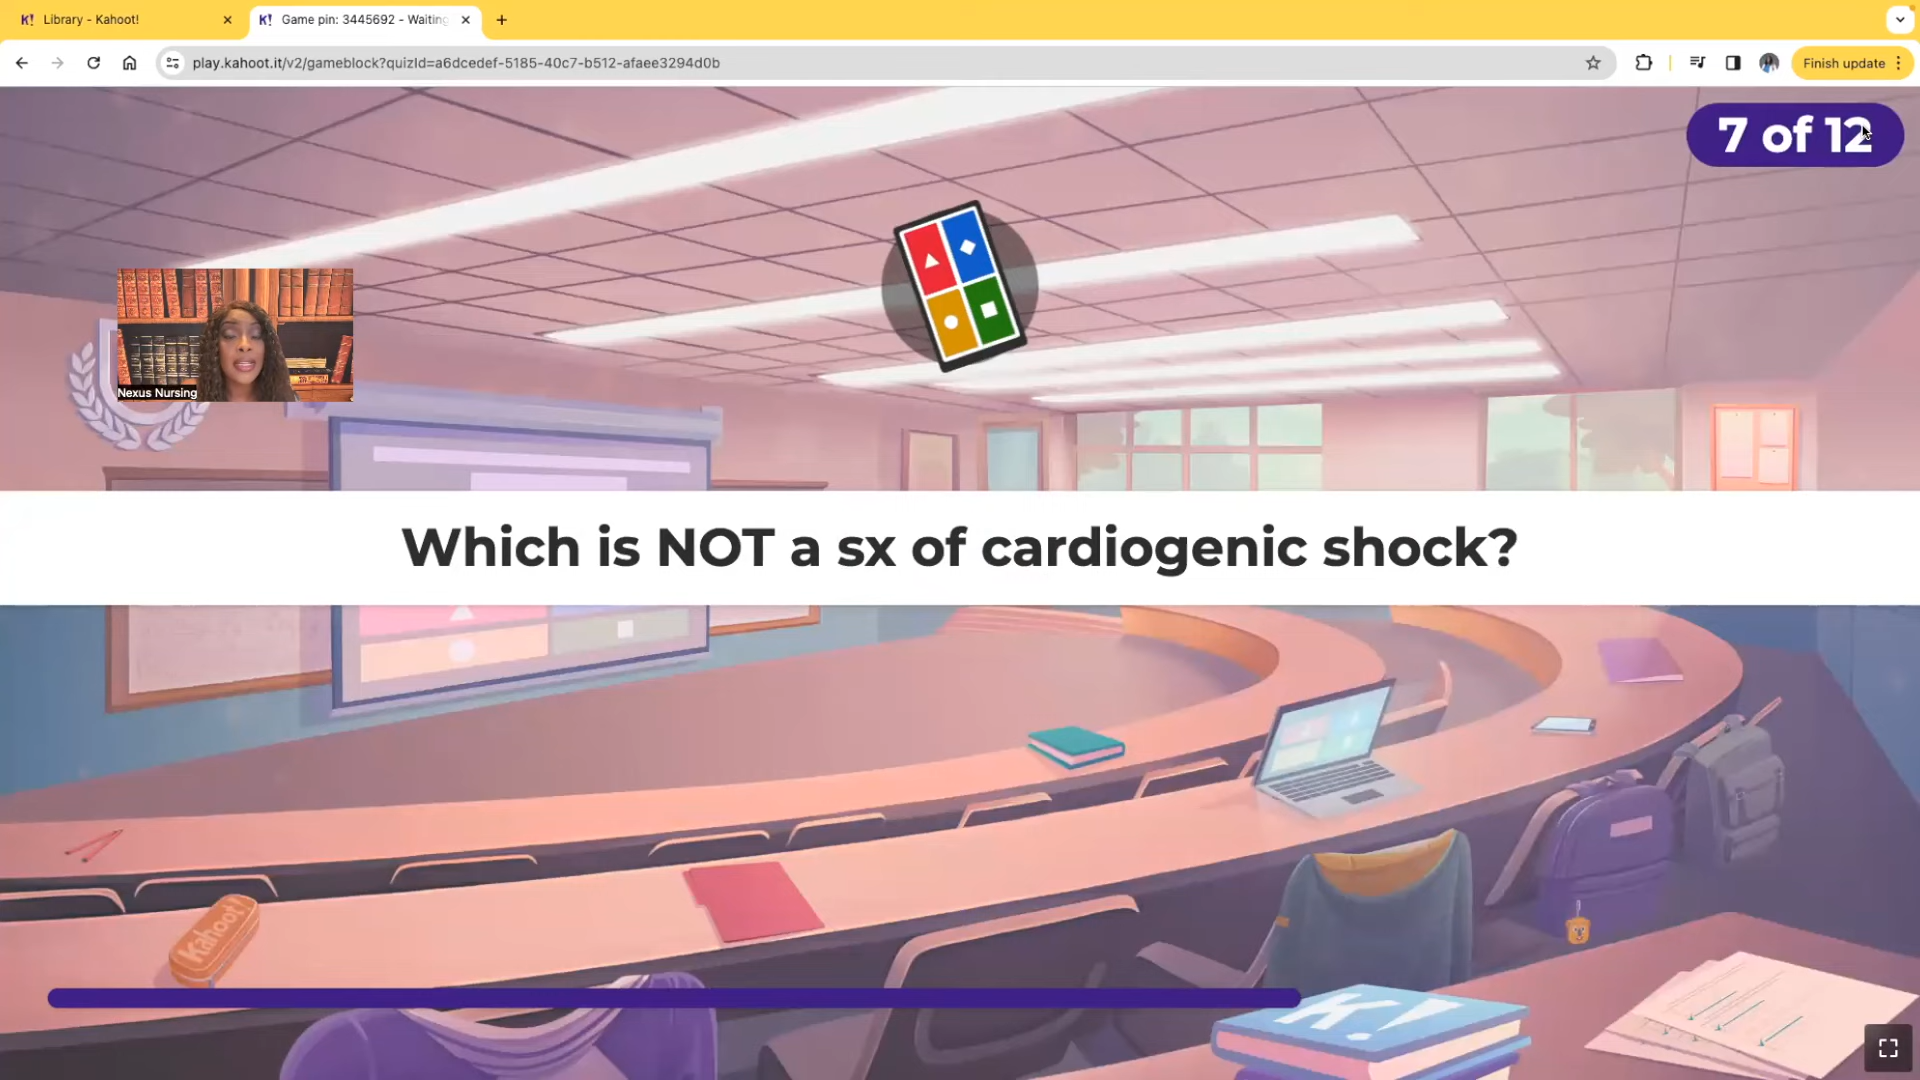 Library - Kahoot!
Game pin: 3445692 - Waiting
play.kahoot.it/v2/gameblock?quizId=a6dcedef-5185-40c7-b512-afaee3294d0b
Finish update
7 of 12
Nexus Nursing
Which is NOT a sx of cardiogenic shock?
Kahoot!
K!